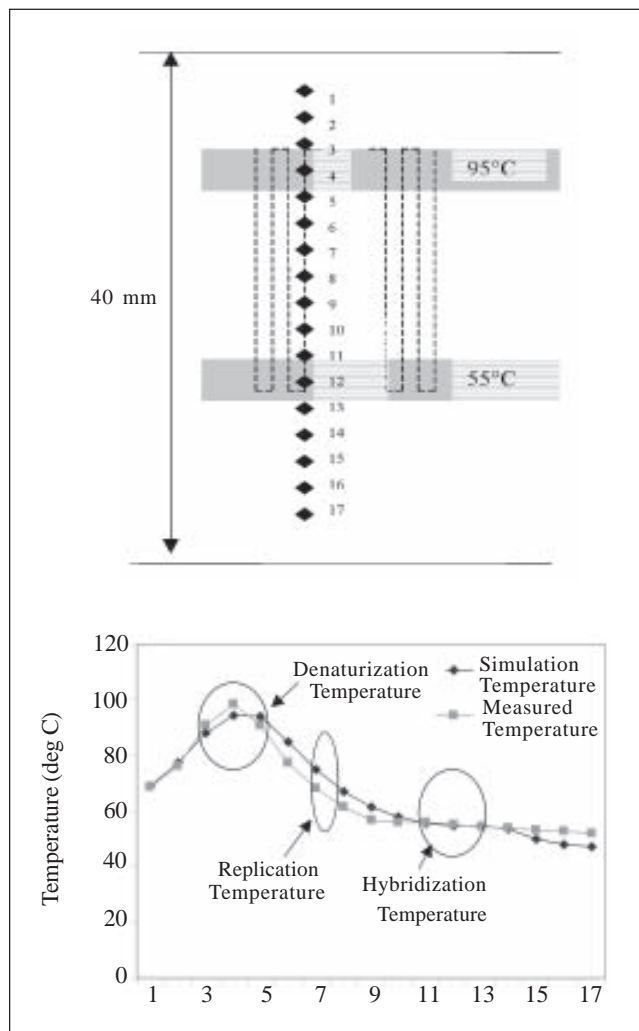 1
2
3
4
95°C
5
6
7
8
40 mm
9
10
11
12
55°C
13
14
15
16
17
120
100
80
60
40
20
0
Temperature (deg C)
Denaturization
Temperature
Simulation
Temperature
Measured
Temperature
Replication
Temperature
Hybridization
Temperature
1 3 5 7 9 11 13 15 17